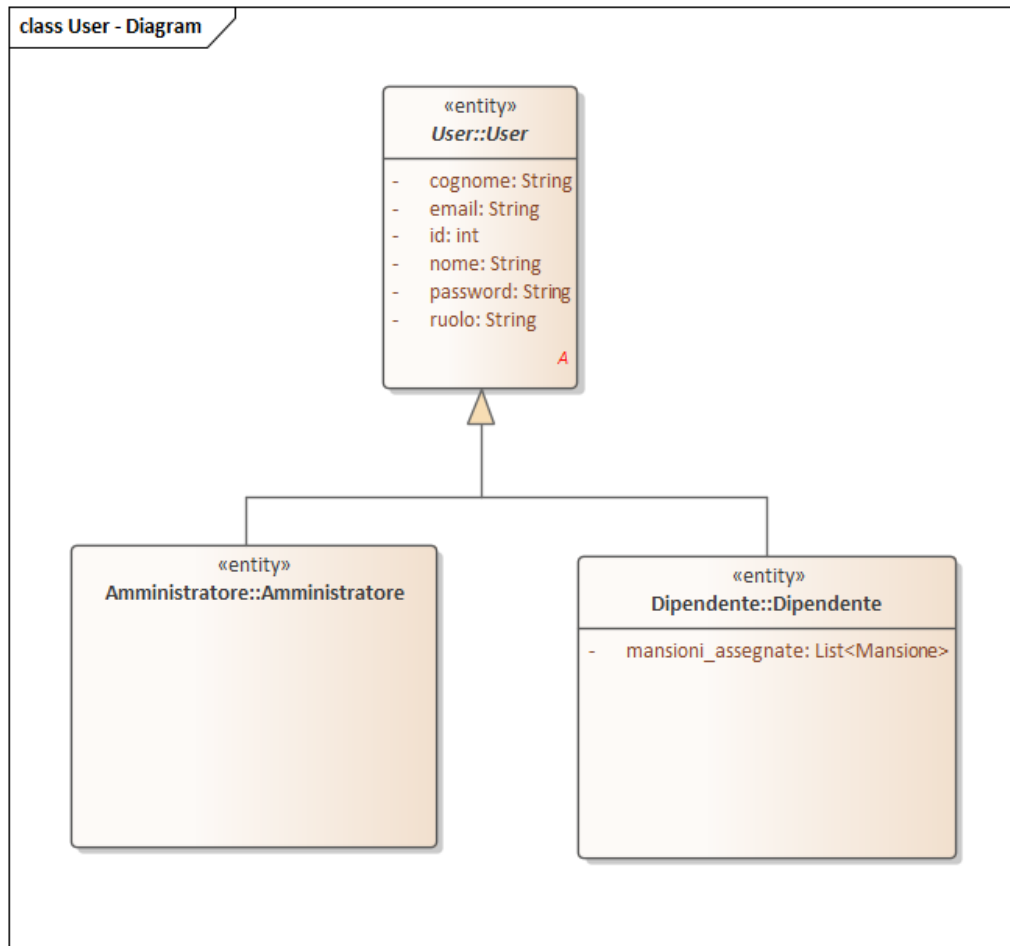 class User - Diagram
«entity»
User::User
- cognome: String
- email: String
- id: int
- nome: String
- password: String
- ruolo: String
A
«entity»
Amministratore::Amministratore
«entity»
Dipendente::Dipendente
- mansioni_assegnate: List<Mansione>